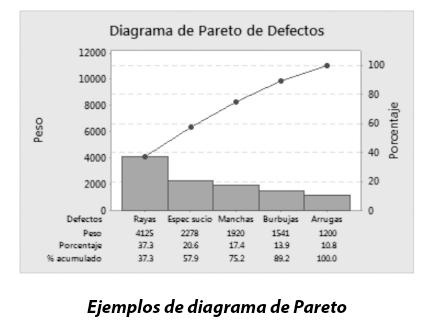 Diagrama de Pareto de Defectos
12000
10000
8000
6000
4000
2000
0
Peso
100
80
60
40
20
0
Porcentaje
Defectos Rayas Espec sucio Manchas Burbujas Arrugas
Peso 4125 2278 1920 1541 1200
Porcentaje 37.3 20.6 17.4 13.9 10.8
% acumulado 37.3 57.9 75.2 89.2 100.0
Ejemplos de diagrama de Pareto